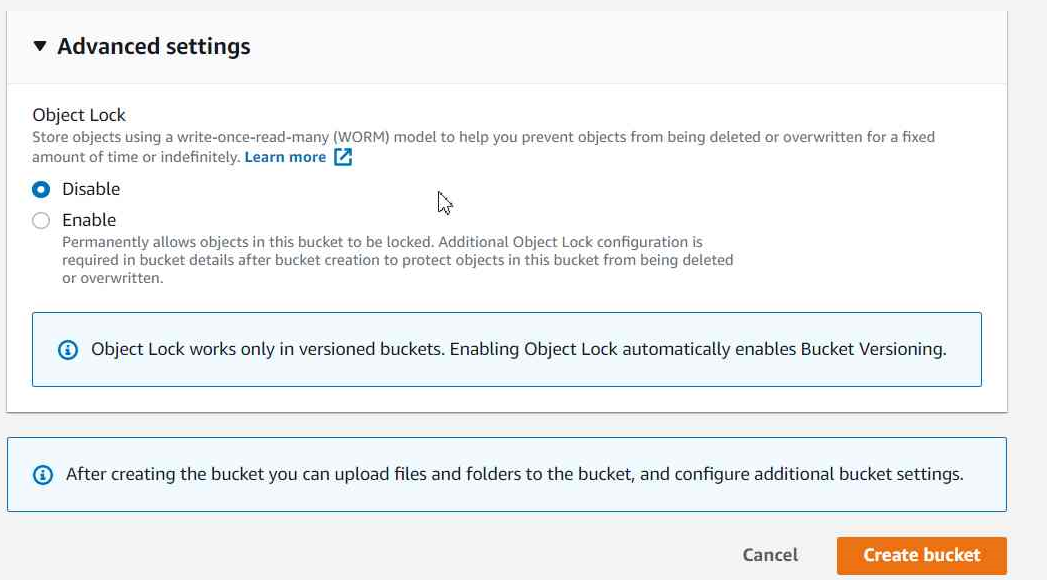 Advanced settings
Object Lock
Store objects using a write-once-read-many (WORM) model to help you prevent objects from being deleted or overwritten for a fixed
amount of time or indefinitely. Learn more
Disable
Enable
Permanently allows objects in this bucket to be locked. Additional Object Lock configuration is
required in bucket details after bucket creation to protect objects in this bucket from being deleted
or overwritten.
Object Lock works only in versioned buckets. Enabling Object Lock automatically enables Bucket Versioning.
After creating the bucket you can upload files and folders to the bucket, and configure additional bucket settings.
Cancel Create bucket